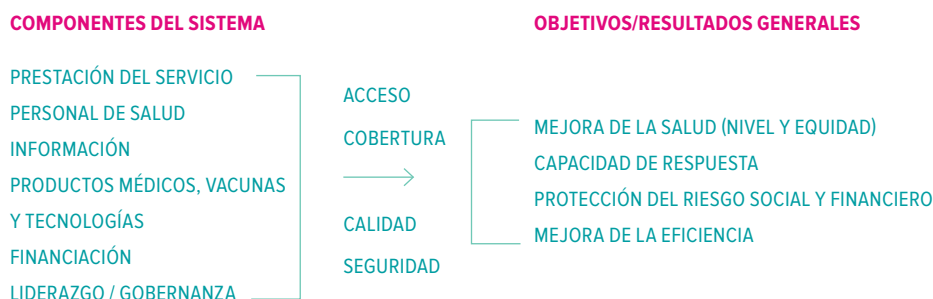 COMPONENTES DEL SISTEMA
PRESTACIÓN DEL SERVICIO
PERSONAL DE SALUD
INFORMACIÓN
PRODUCTOS MÉDICOS, VACUNAS
Y TECNOLOGÍAS
FINANCIACIÓN
LIDERAZGO / GOBERNANZA
ACCESO
COBERTURA
CALIDAD
SEGURIDAD
OBJETIVOS/RESULTADOS GENERALES
MEJORA DE LA SALUD (NIVEL Y EQUIDAD)
CAPACIDAD DE RESPUESTA
PROTECCIÓN DEL RIESGO SOCIAL Y FINANCIERO
MEJORA DE LA EFICIENCIA